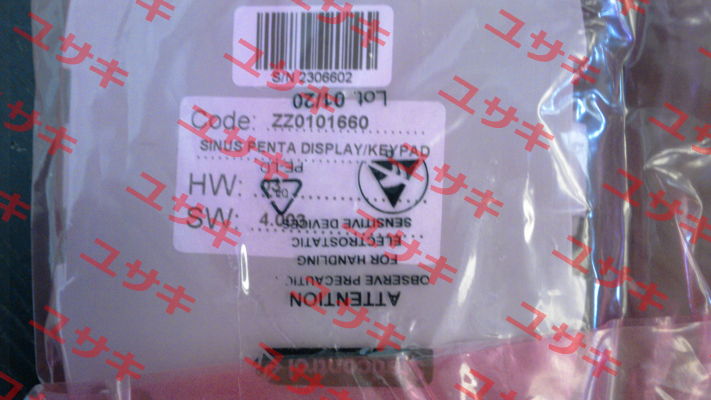 S/N 2306602
Lot. 01/20
Code: ZZ0101660
SINUS PENTA DISPLAY/KEYPAD
HW:
SW: 4.003
SENSITIVE DEVICES
ELECTROSTATIC
FOR HANDLING
OBSERVE PRECAUTIO
ATTENTION
ユサキ